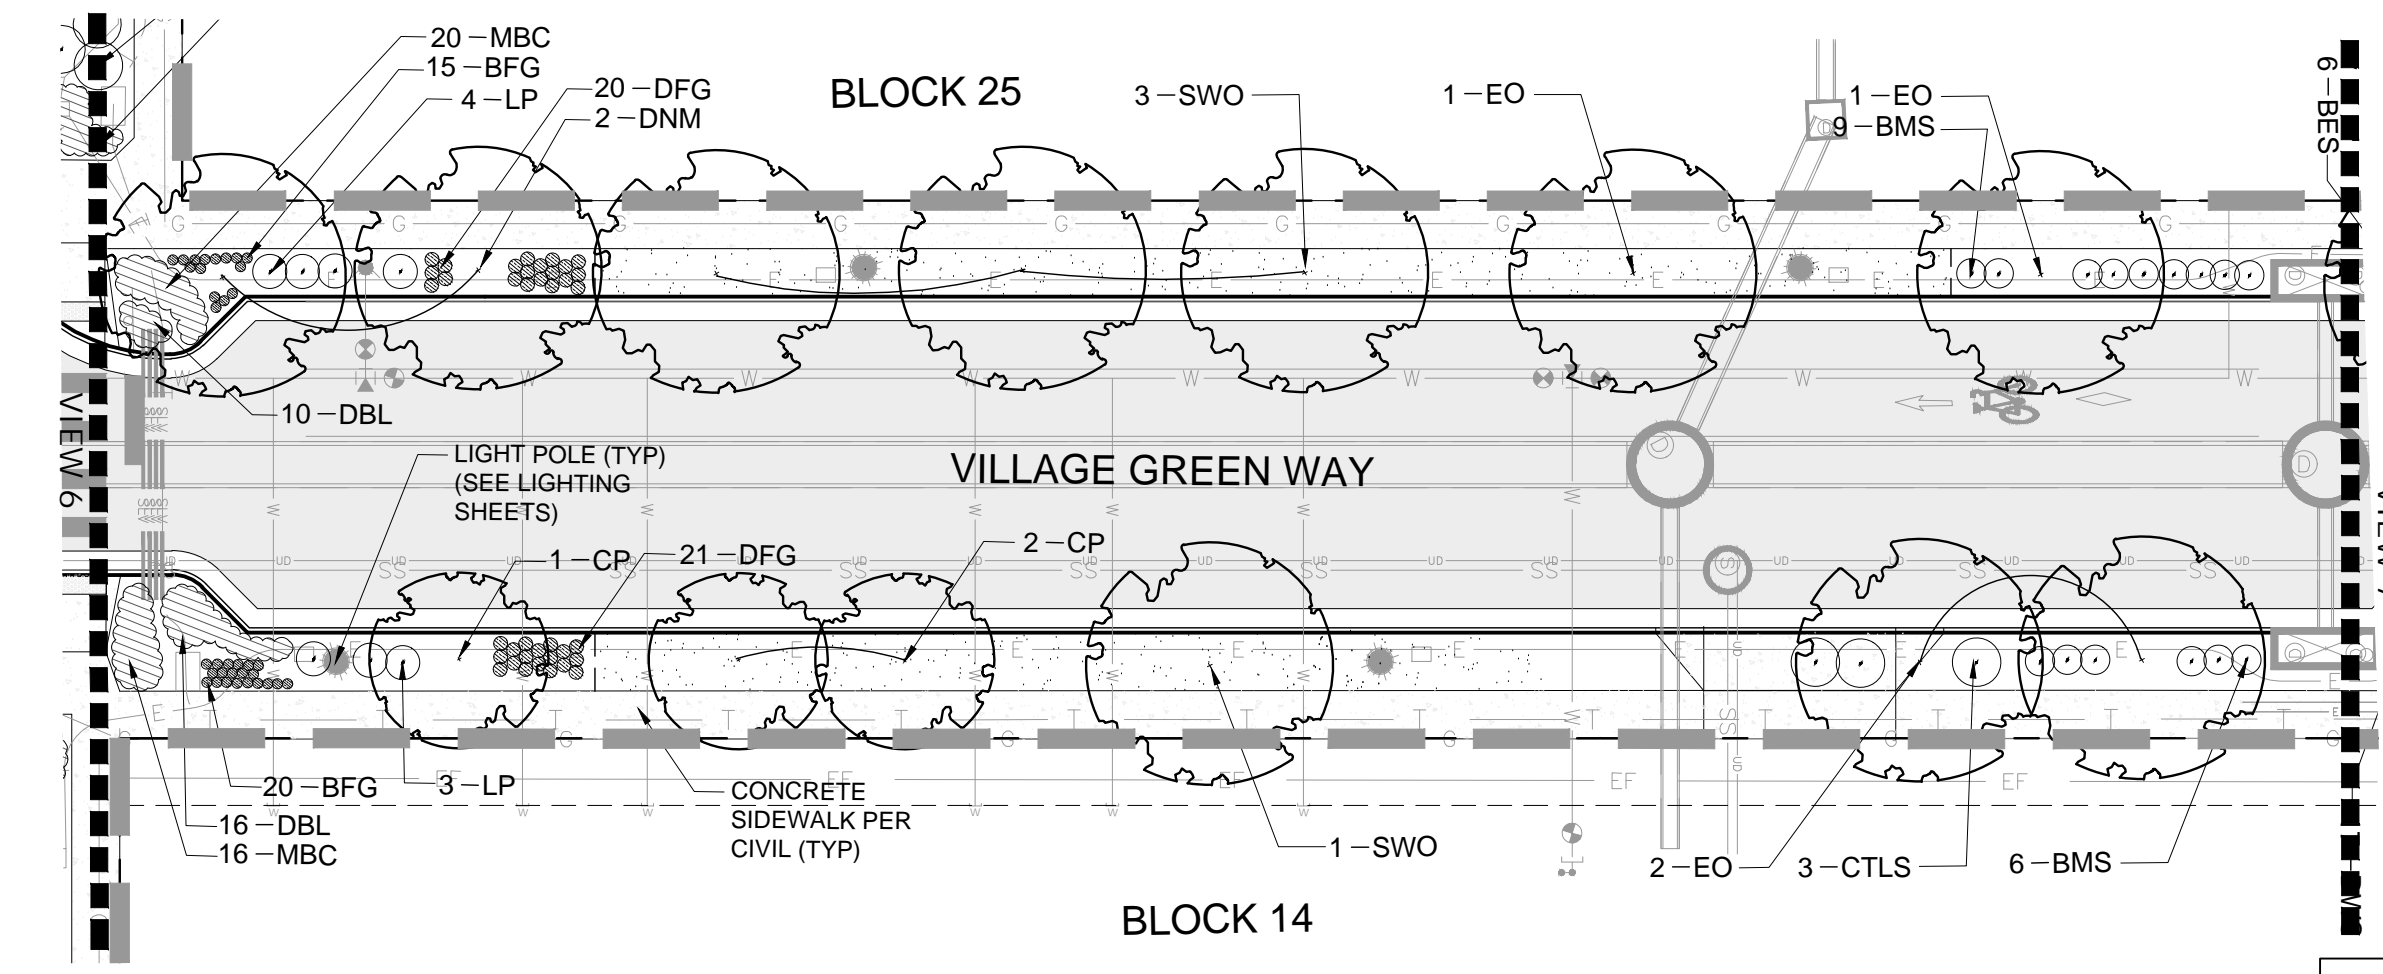 20-MBC
15-BFG
4-LP
20-DFG
2-DNM
BLOCK 25
3-SWO
1-EO
1-EO
9-BMS
6-BES
10-DBL
VIEW 6
LIGHT POLE (TYP)
(SEE LIGHTING
SHEETS)
VILLAGE GREEN WAY
1-CP
21-DFG
2-CP
20-BFG
3-LP
16-DBL
16-MBC
CONCRETE
SIDEWALK PER
CIVIL (TYP)
1-SWO
2-EO
3-CTLS
6-BMS
BLOCK 14